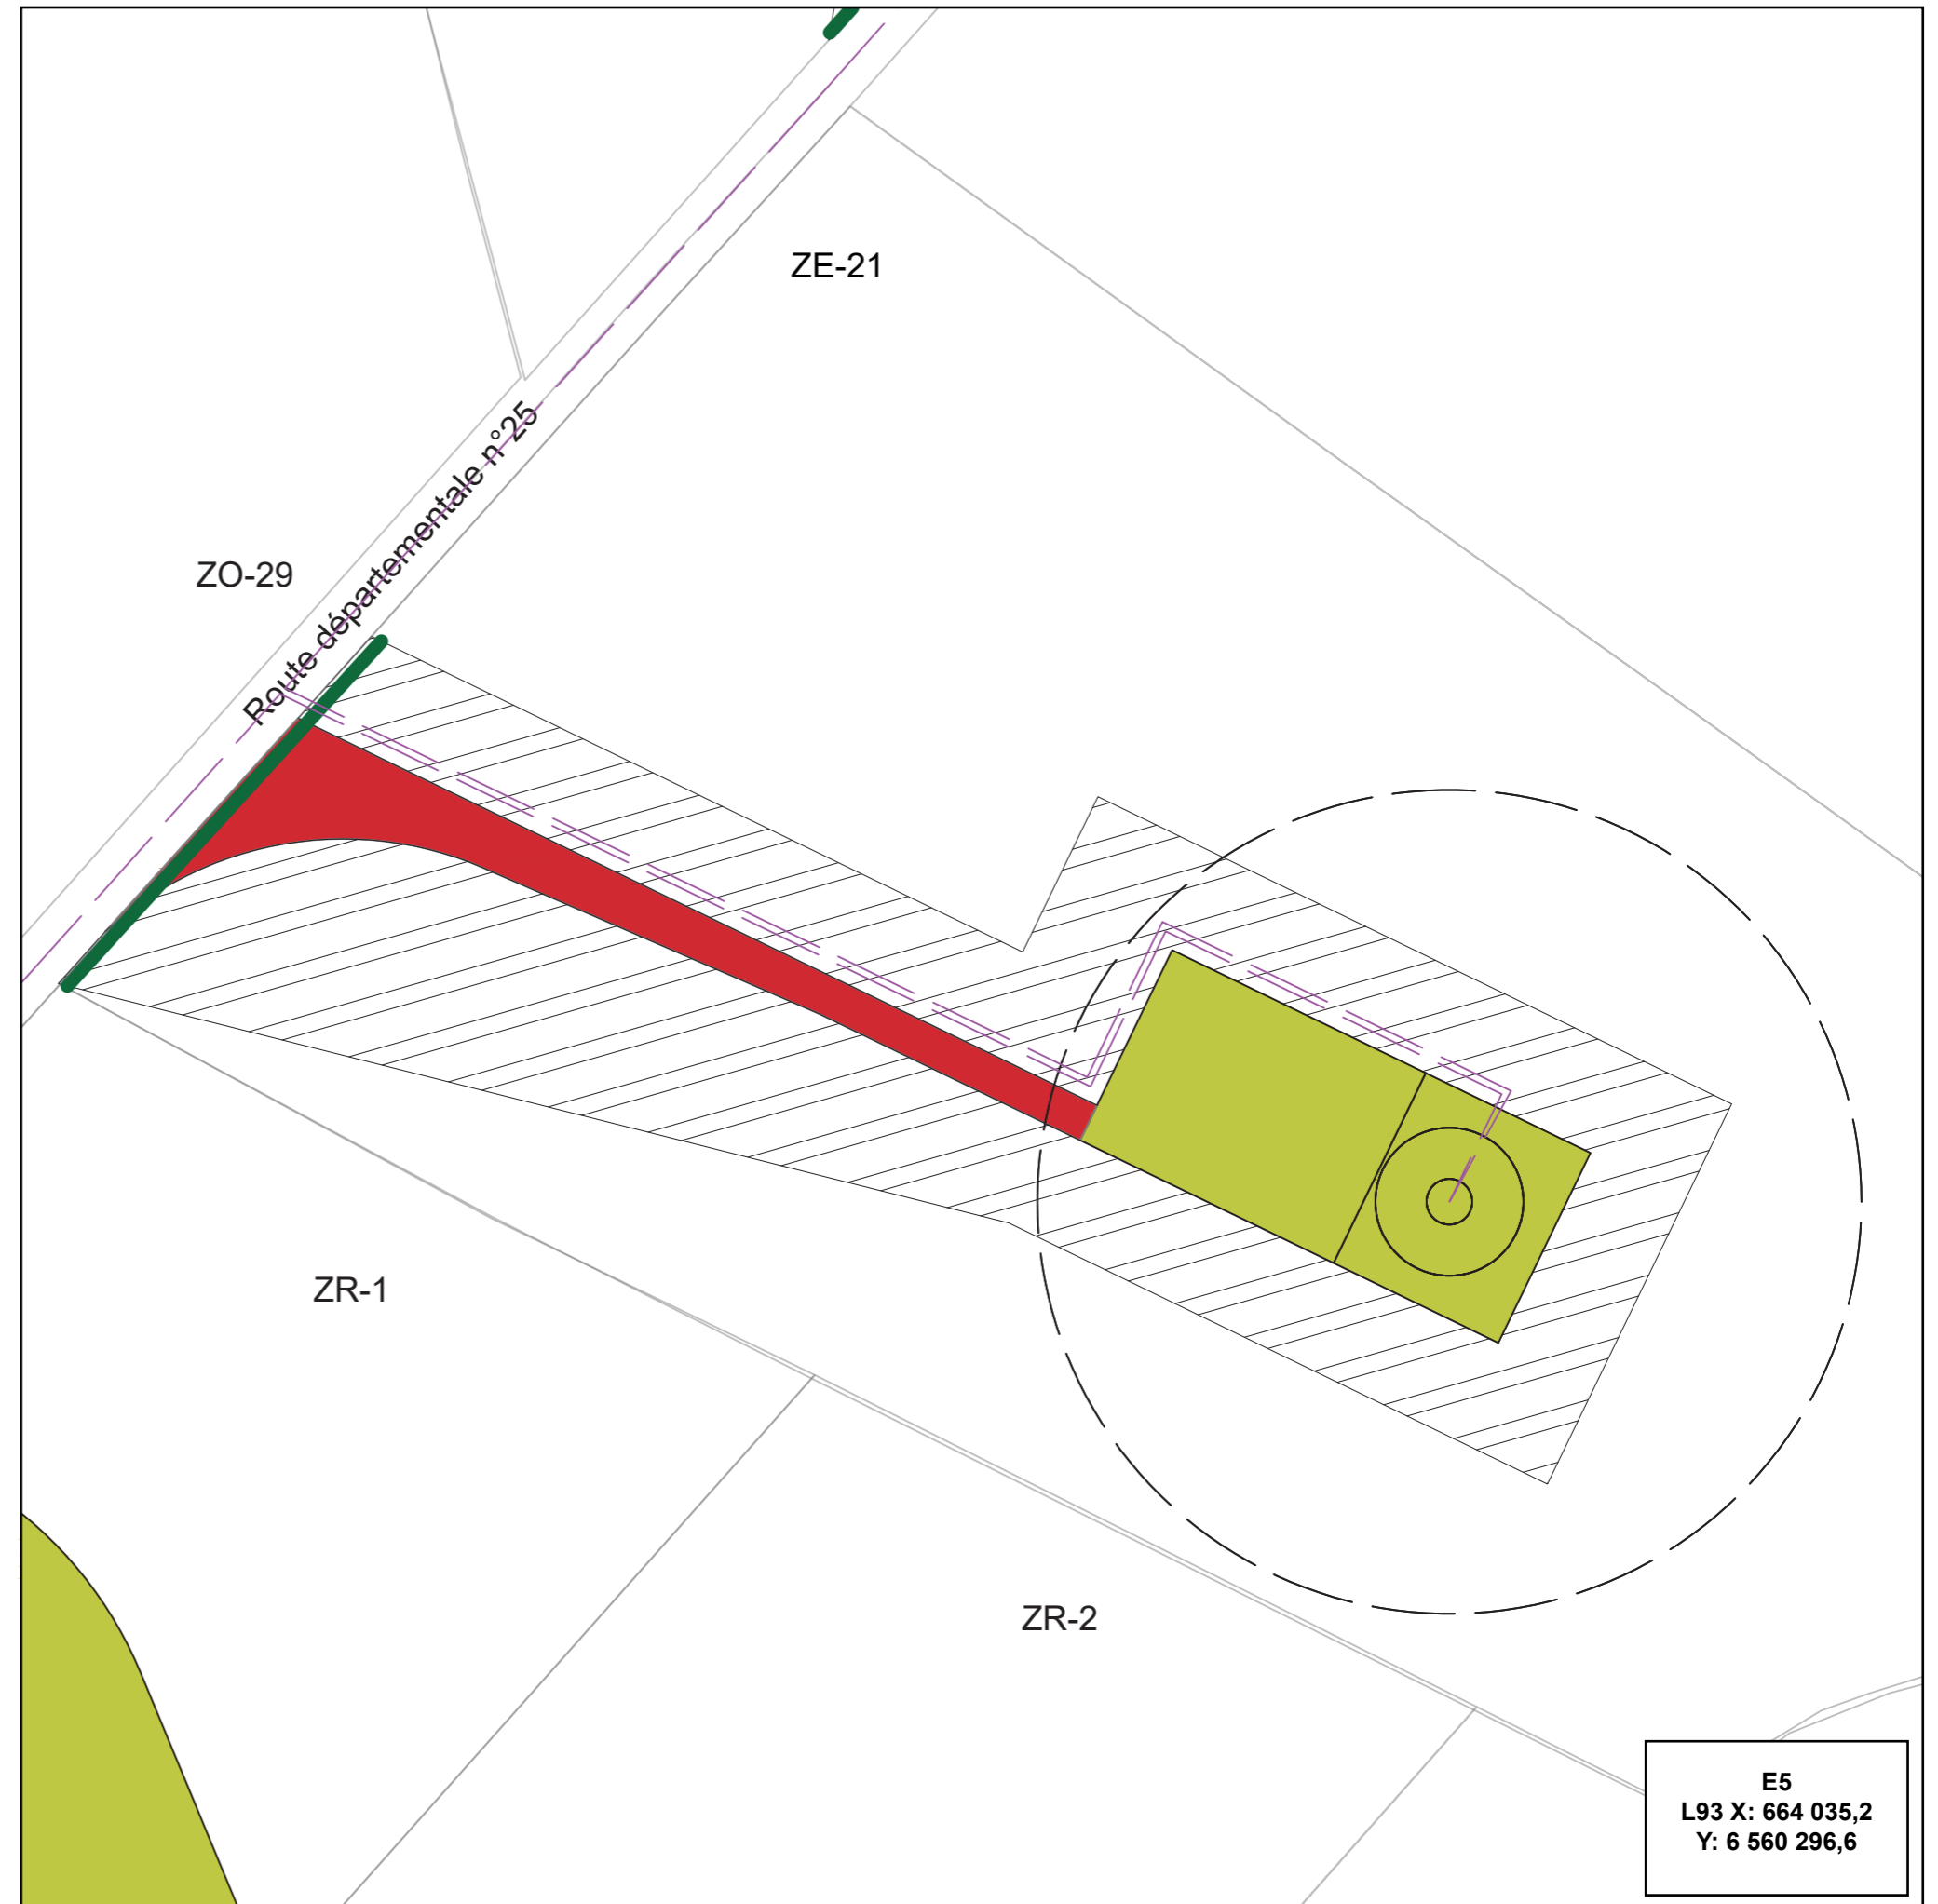 ZE-21
Route départementale n°25
ZO-29
ZR-1
ZR-2
E5
L93 X: 664 035,2
Y: 6 560 296,6